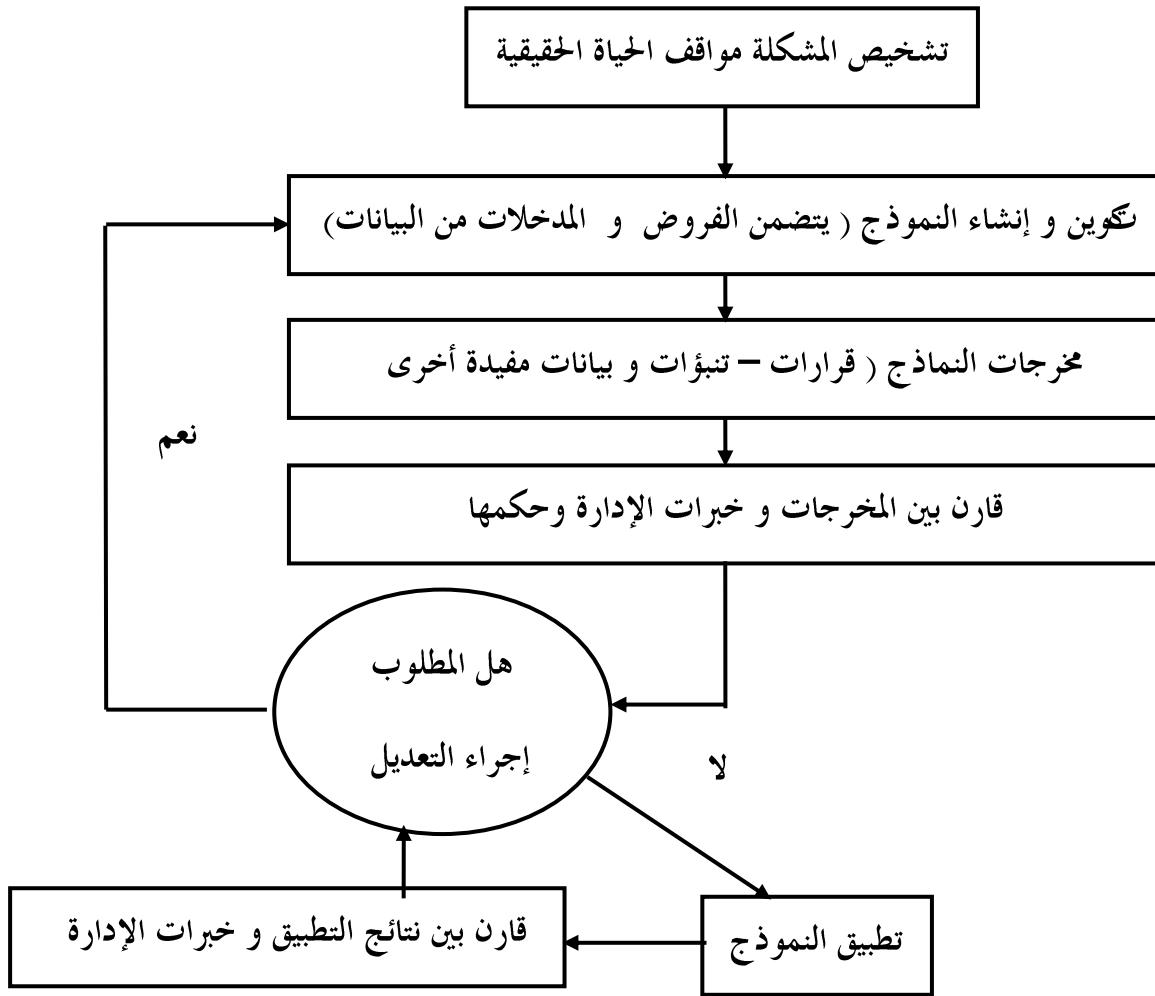 تشخيص المشكلة مواقف الحياة الحقيقية
تكوين و إنشاء النموذج ( يتضمن الفروض و المدخلات من البيانات)
مخرجات النماذج ( قرارات – تنبؤات و بيانات مفيدة أخرى
نعم
قارن بين المخرجات و خبرات الإدارة وحكمها
هل المطلوب
إجراء التعديل
لا
تطبيق النموذج
قارن بين نتائج التطبيق و خبرات الإدارة